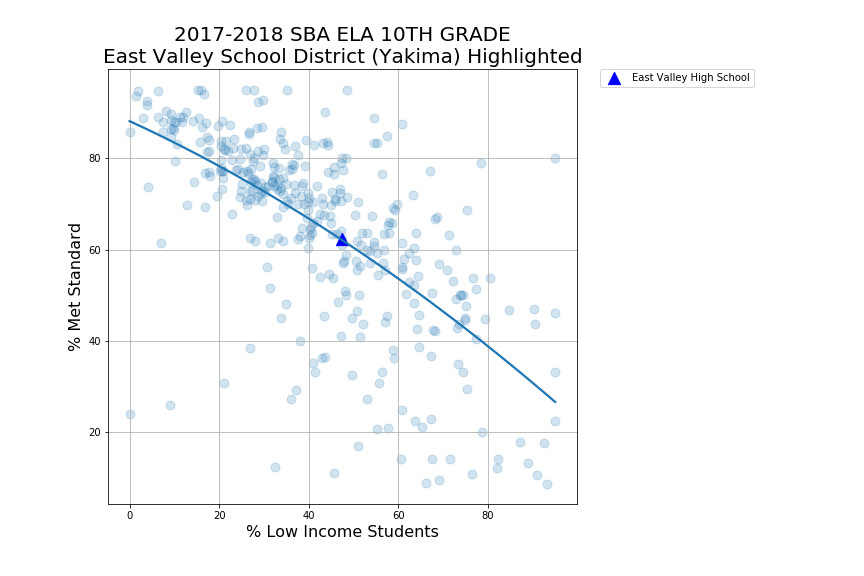 2017-2018 SBA ELA 10TH GRADE
East Valley School District (Yakima) Highlighted
East Valley High School
% Met Standard
80
60
40
20
0 20 40 60 80
% Low Income Students